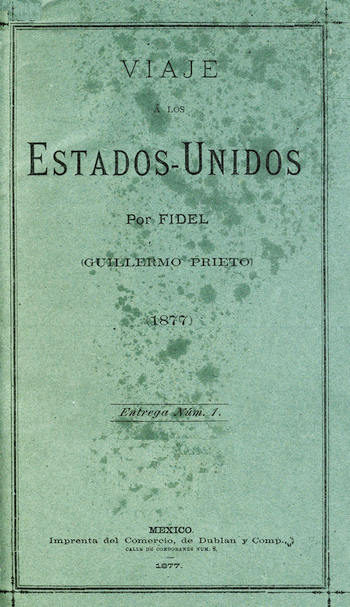 VIAJE
Á LOS
ESTADOS-UNIDOS
Por FIDEL
(GUILLERMO PRIETO)
(1877)
Entrega Núm. 1.
MEXICO.
Imprenta del Comercio, de Dublan y Comp.,
CALLE DE CORDOBANES NUM. 8.
1877.